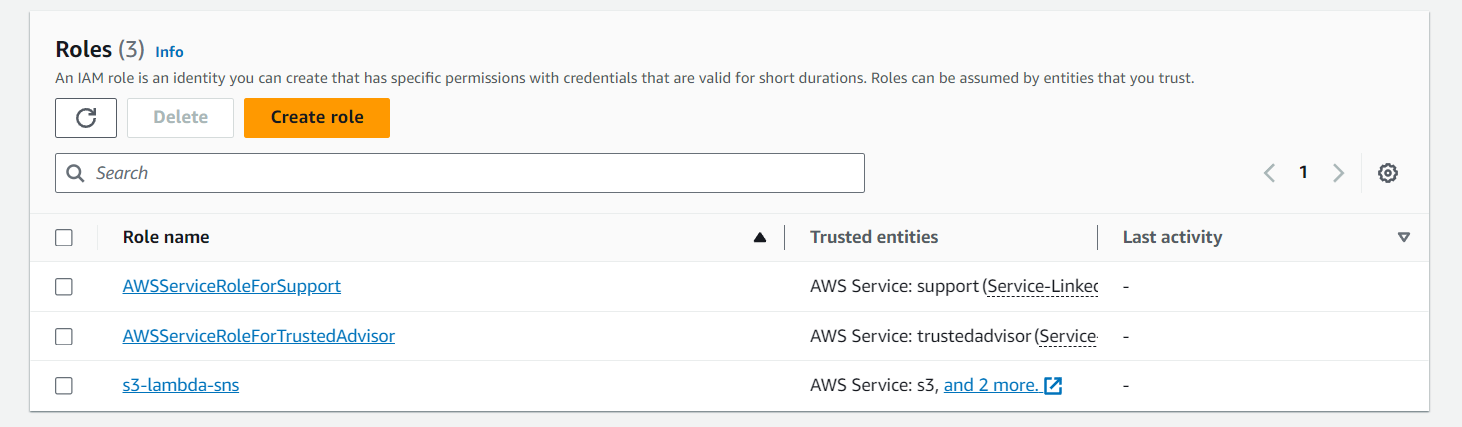 Roles (3) Info
An IAM role is an identity you can create that has specific permissions with credentials that are valid for short durations. Roles can be assumed by entities that you trust.
Delete Create role
Search 1
Role name Trusted entities Last activity
AWSServiceRoleForSupport AWS Service: support (Service-Linked -
AWSServiceRoleForTrustedAdvisor AWS Service: trustedadvisor (Service- -
s3-lambda-sns AWS Service: s3, and 2 more. -